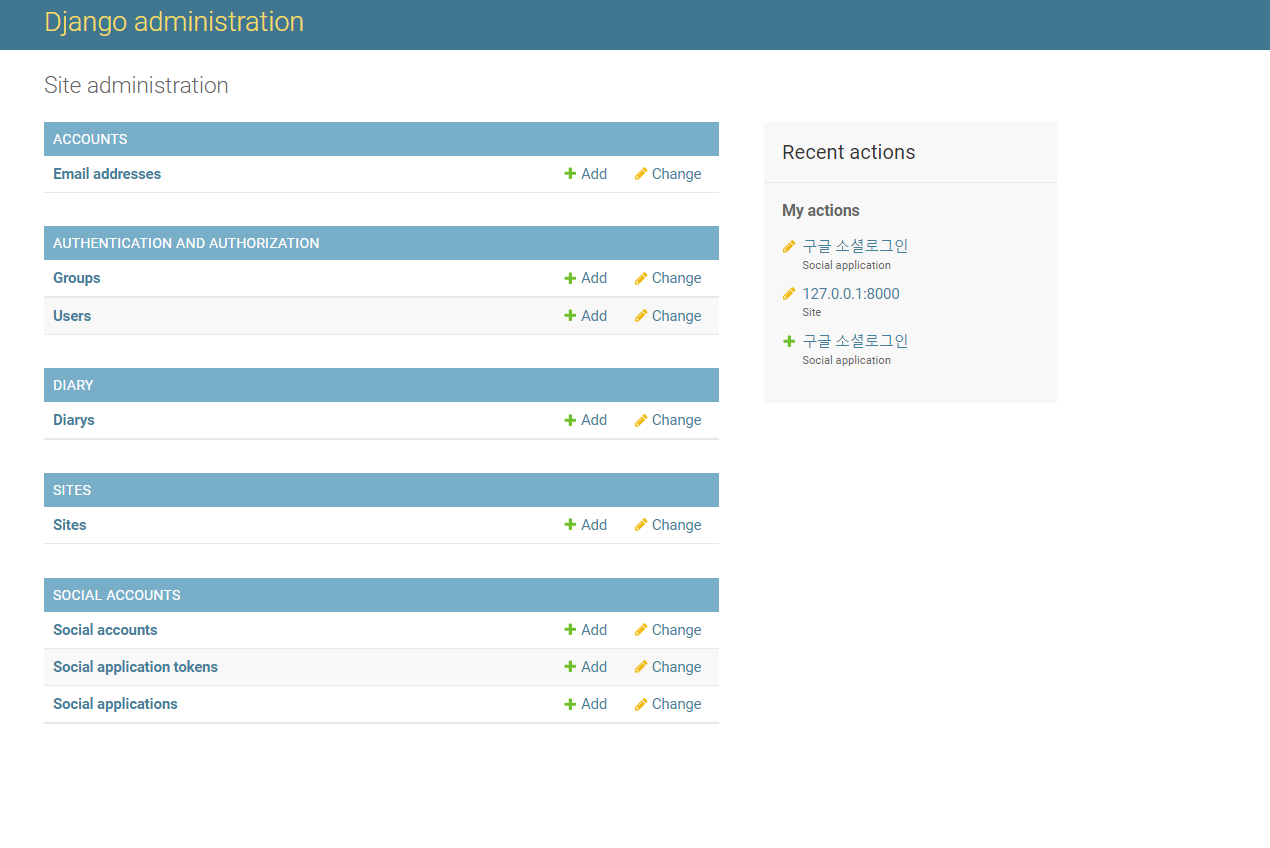 Django administration
Site administration
ACCOUNTS
Email addresses Add Change
AUTHENTICATION AND AUTHORIZATION
Groups Add Change
Users Add Change
DIARY
Diarys Add Change
SITES
Sites Add Change
SOCIAL ACCOUNTS
Social accounts Add Change
Social application tokens Add Change
Social applications Add Change
Recent actions
My actions
구글 소셜로그인
Social application
127.0.0.1:8000
Site
구글 소셜로그인
Social application